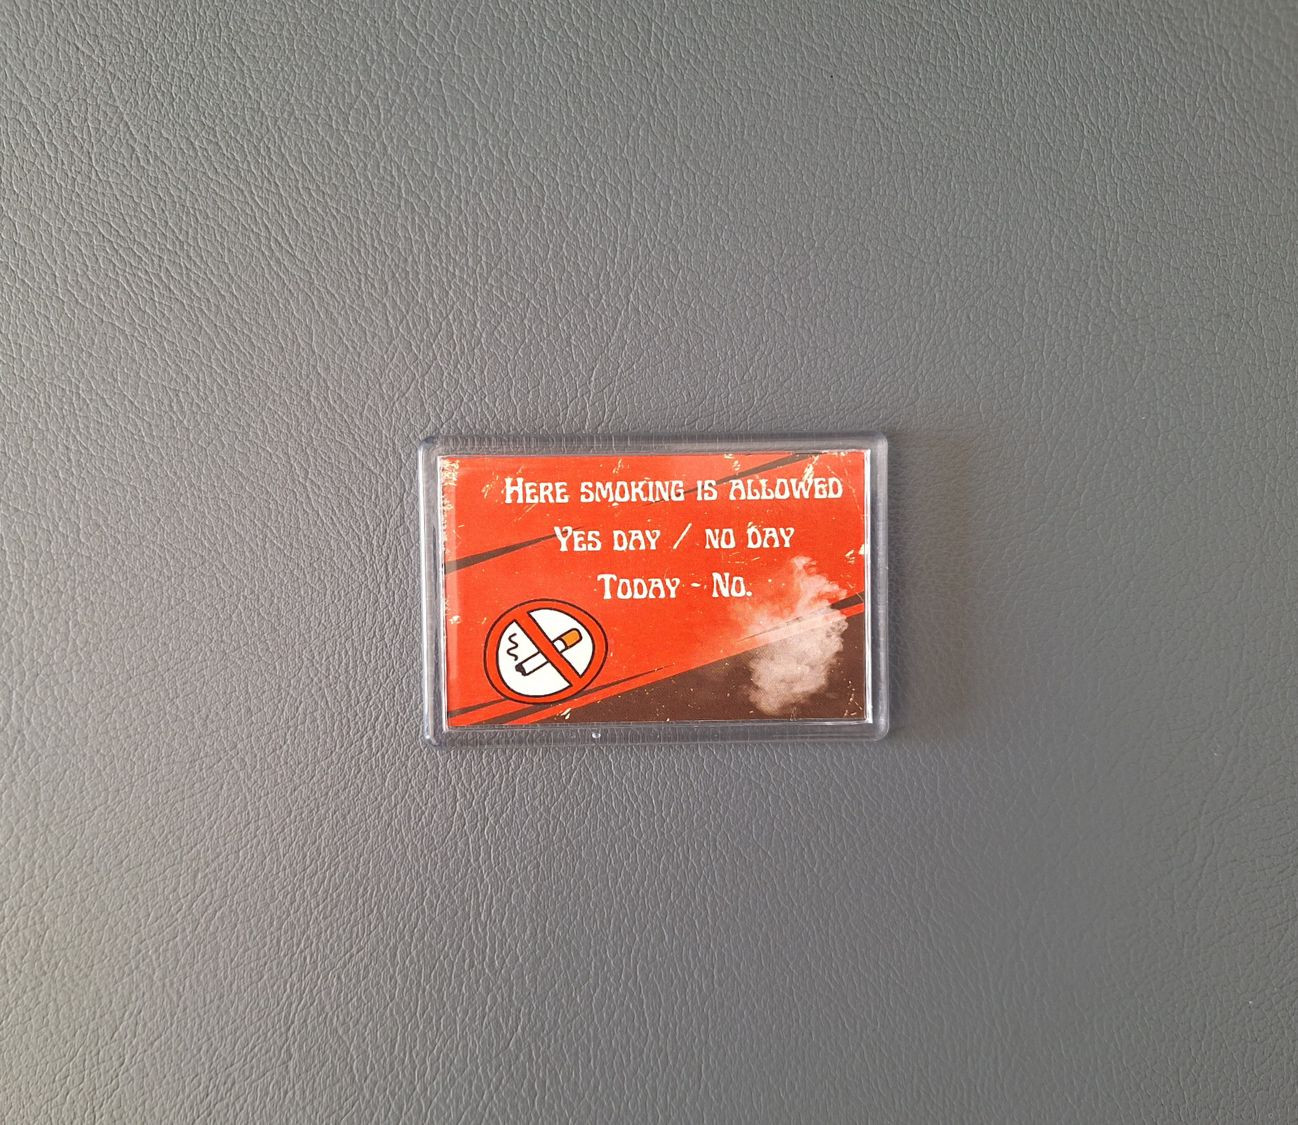 Here smoking is allowed
Yes day / no day
Today - No.